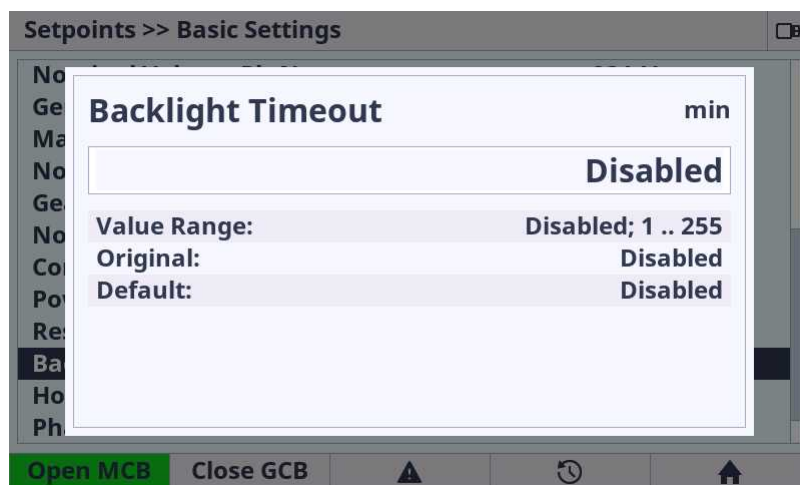 Setpoints >> Basic Settings
Backlight Timeout min
Disabled
Value Range: Disabled; 1 .. 255
Original: Disabled
Default: Disabled
Open MCB Close GCB